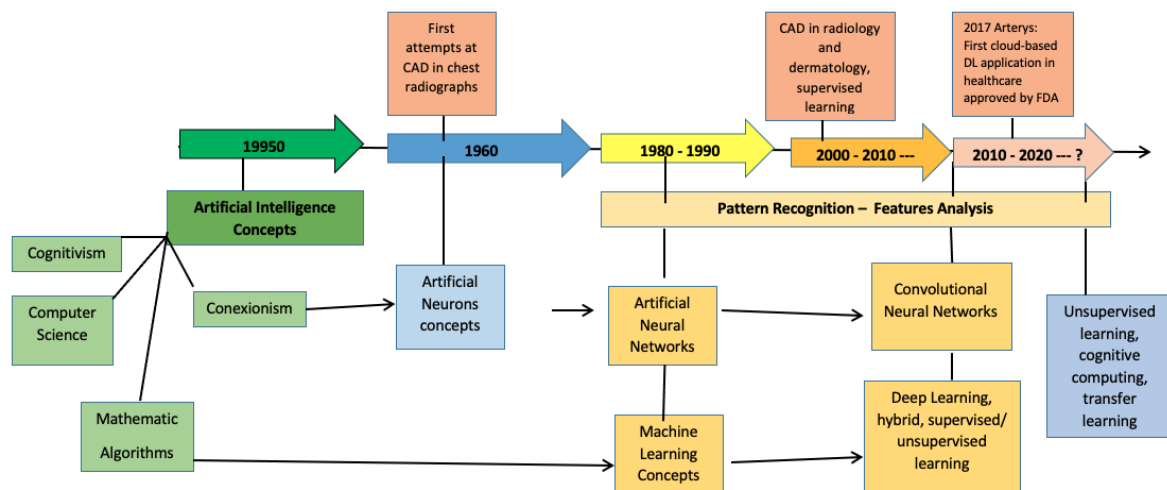 First
attempts at
CAD in chest
radiographs
CAD in radiology
and
dermatology,
supervised
learning
2017 Arterys:
First cloud-based
DL application in
healthcare
approved by FDA
19950
1960
1980 - 1990
2000 - 2010 ---
2010 - 2020 --- ?
Artificial Intelligence
Concepts
Pattern Recognition – Features Analysis
Cognitivism
Computer
Science
Conexionism
Mathematic
Algorithms
Artificial
Neurons
concepts
Artificial
Neural
Networks
Machine
Learning
Concepts
Convolutional
Neural Networks
Deep Learning,
hybrid, supervised/
unsupervised
learning
Unsupervised
learning,
cognitive
computing,
transfer
learning